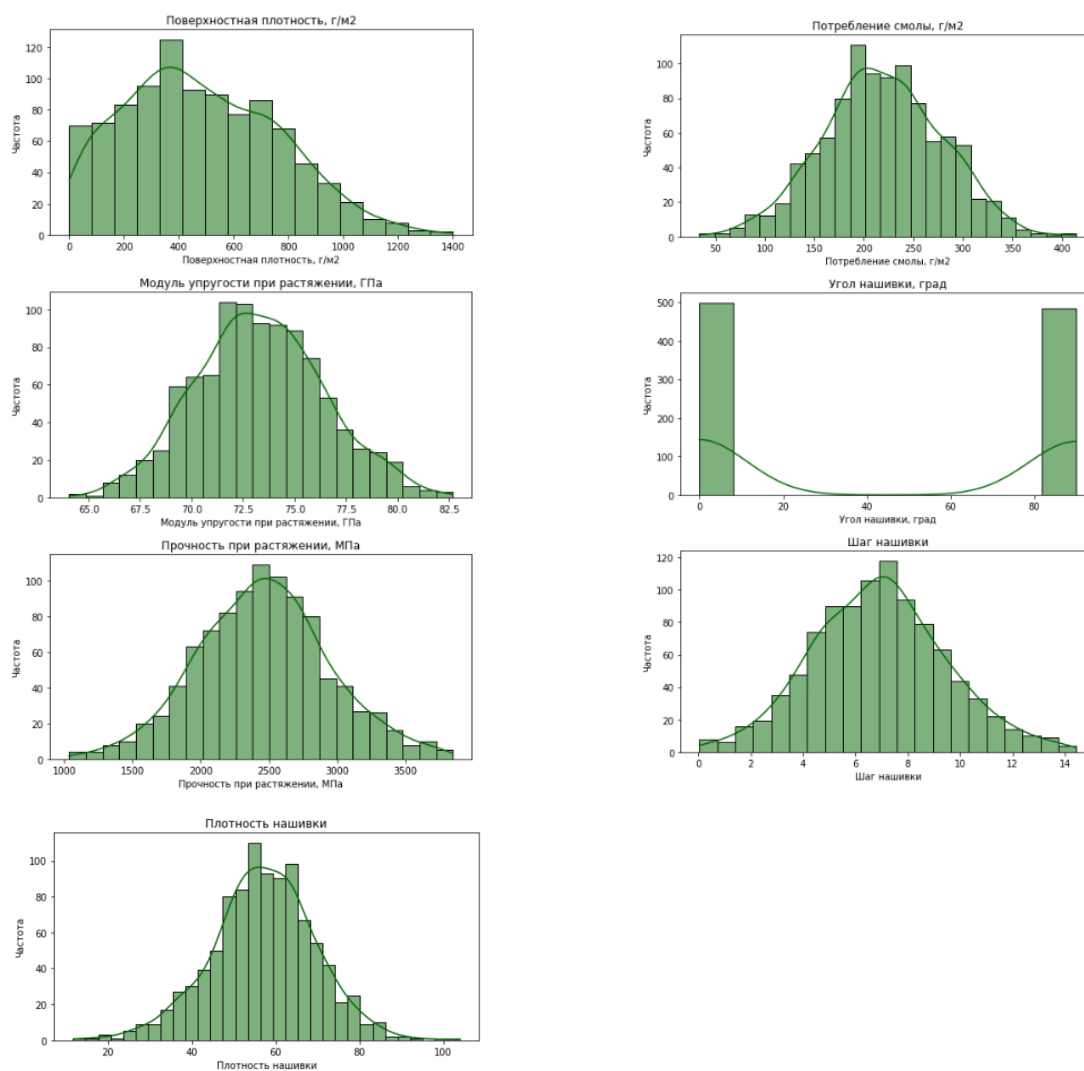 Поверхностная плотность, г/м2
120
100
80
60
40
20
0
Частота
0 200 400 600 800 1000 1200 1400
Поверхностная плотность, г/м2
Потребление смолы, г/м2
100
80
60
40
20
0
Частота
50 100 150 200 250 300 350 400
Потребление смолы, г/м2
Модуль упругости при растяжении, ГПа
100
80
60
40
20
0
Частота
65.0 67.5 70.0 72.5 75.0 77.5 80.0 82.5
Модуль упругости при растяжении, ГПа
Угол нашивки, град
500
400
300
200
100
0
Частота
0 20 40 60 80
Угол нашивки, град
Прочность при растяжении, МПа
100
80
60
40
20
0
Частота
1000 1500 2000 2500 3000 3500
Прочность при растяжении, МПа
Шаг нашивки
120
100
80
60
40
20
0
Частота
0 2 4 6 8 10 12 14
Шаг нашивки
Плотность нашивки
100
80
60
40
20
0
Частота
20 40 60 80 100
Плотность нашивки